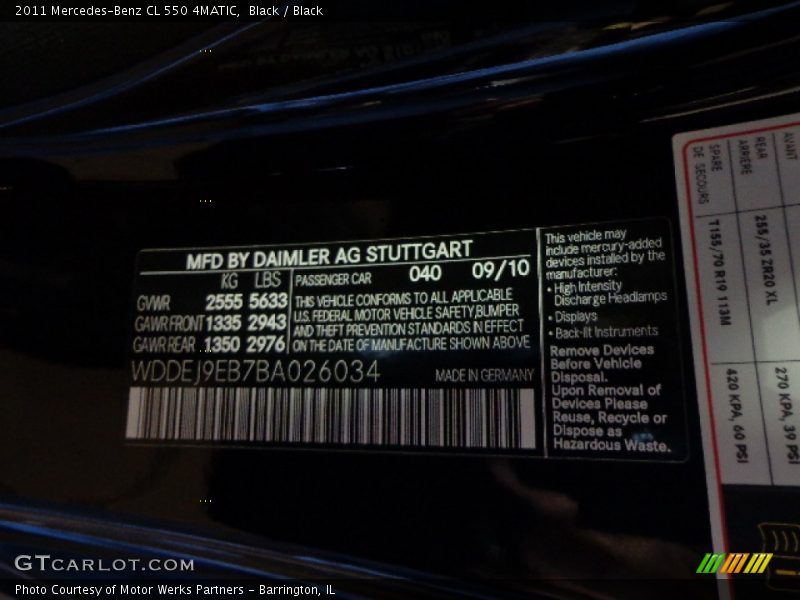 2011 Mercedes-Benz CL 550 4MATIC, Black / Black
MFD BY DAIMLER AG STUTTGART
KG LBS PASSENGER CAR 040 09/10
GVWR 2555 5633
GAWR FRONT 1335 2943
GAWR REAR 1350 2976
THIS VEHICLE CONFORMS TO ALL APPLICABLE
U.S. FEDERAL MOTOR VEHICLE SAFETY, BUMPER
AND THEFT PREVENTION STANDARDS IN EFFECT
ON THE DATE OF MANUFACTURE SHOWN ABOVE
WDDEJ9EB7BA026034 MADE IN GERMANY
This vehicle may
include mercury-added
devices installed by the
manufacturer:
• High Intensity
Discharge Headlamps
• Displays
• Back-lit Instruments
Remove Devices
Before Vehicle
Disposal.
Upon Removal of
Devices Please
Reuse, Recycle or
Dispose as
Hazardous Waste.
AVANT
REAR 255/35 ZR20 XL 270 KPA, 39 PSI
ARRIERE
SPARE T155/70 R19 113M 420 KPA, 60 PSI
DE SECOURS
GTCARLOT.COM
Photo Courtesy of Motor Werks Partners - Barrington, IL